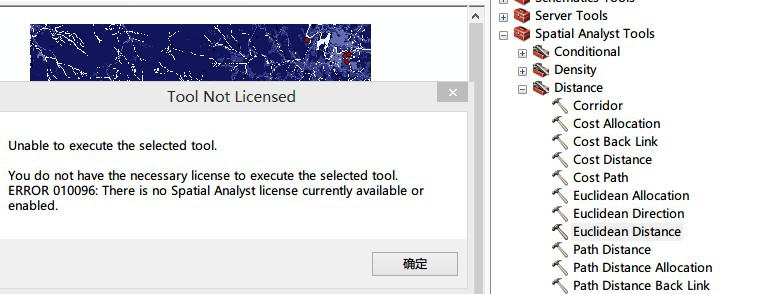 Tool Not Licensed
Unable to execute the selected tool.
You do not have the necessary license to execute the selected tool.
ERROR 010096: There is no Spatial Analyst license currently available or
enabled.
确定
Schematics Tools
Server Tools
Spatial Analyst Tools
Conditional
Density
Distance
Corridor
Cost Allocation
Cost Back Link
Cost Distance
Cost Path
Euclidean Allocation
Euclidean Direction
Euclidean Distance
Path Distance
Path Distance Allocation
Path Distance Back Link